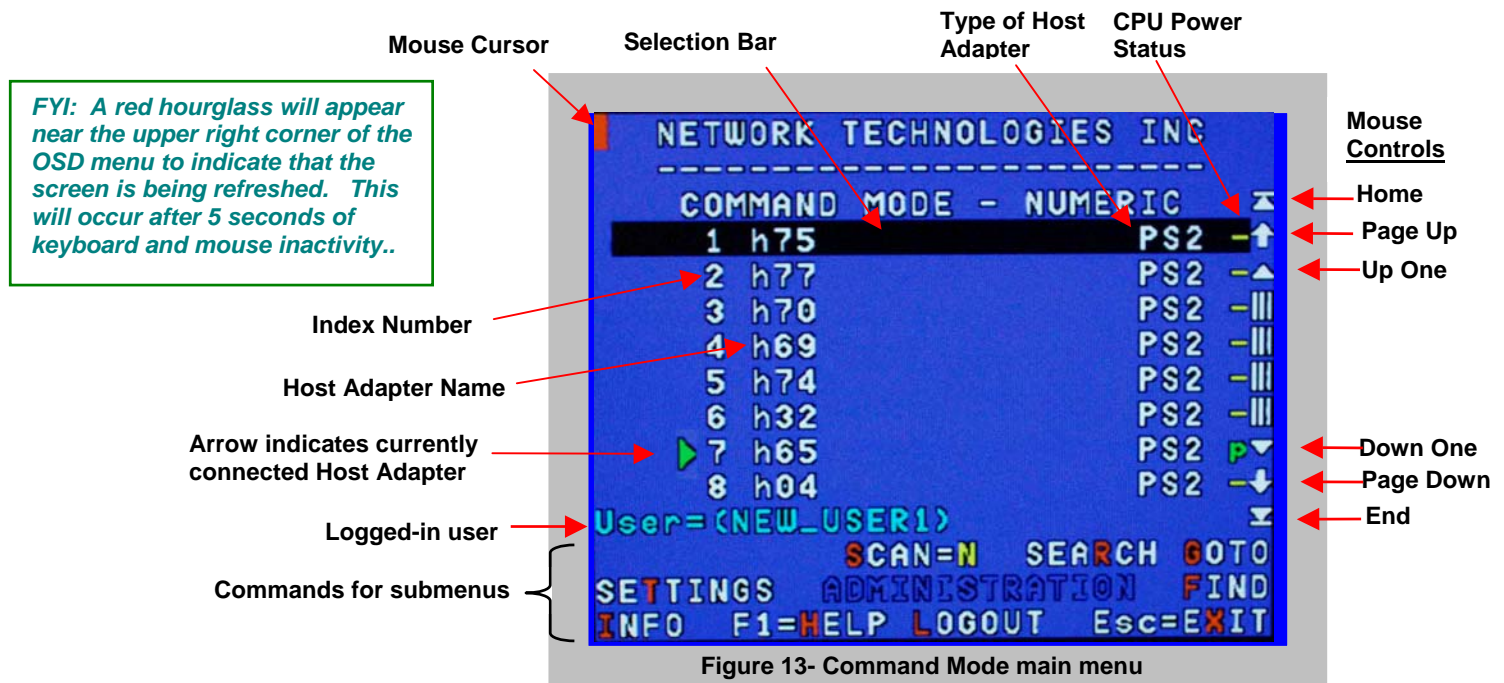 Mouse Cursor
Selection Bar
Type of Host
Adapter
CPU Power
Status
FYI: A red hourglass will appear
near the upper right corner of the
OSD menu to indicate that the
screen is being refreshed. This
will occur after 5 seconds of
keyboard and mouse inactivity..
NETWORK TECHNOLOGIES INC
-------------------------
COMMAND MODE - NUMERIC
1 h75 PS2 -
2 h77 PS2 -
3 h70 PS2 -
4 h69 PS2 -
5 h74 PS2 -
6 h32 PS2 -
7 h65 PS2 p
8 h04 PS2 -
User=(NEW_USER1)
SCAN=N SEARCH GOTO
SETTINGS ADMINISTRATION FIND
INFO F1=HELP LOGOUT Esc=EXIT
Index Number
Host Adapter Name
Arrow indicates currently
connected Host Adapter
Logged-in user
Commands for submenus
Mouse
Controls
Home
Page Up
Up One
Down One
Page Down
End
Figure 13- Command Mode main menu